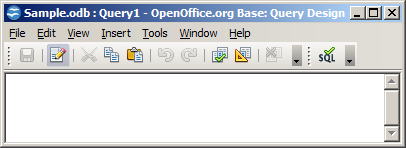 Sample.odb : Query1 - OpenOffice.org Base: Query Design
File Edit View Insert Tools Window Help
SQL